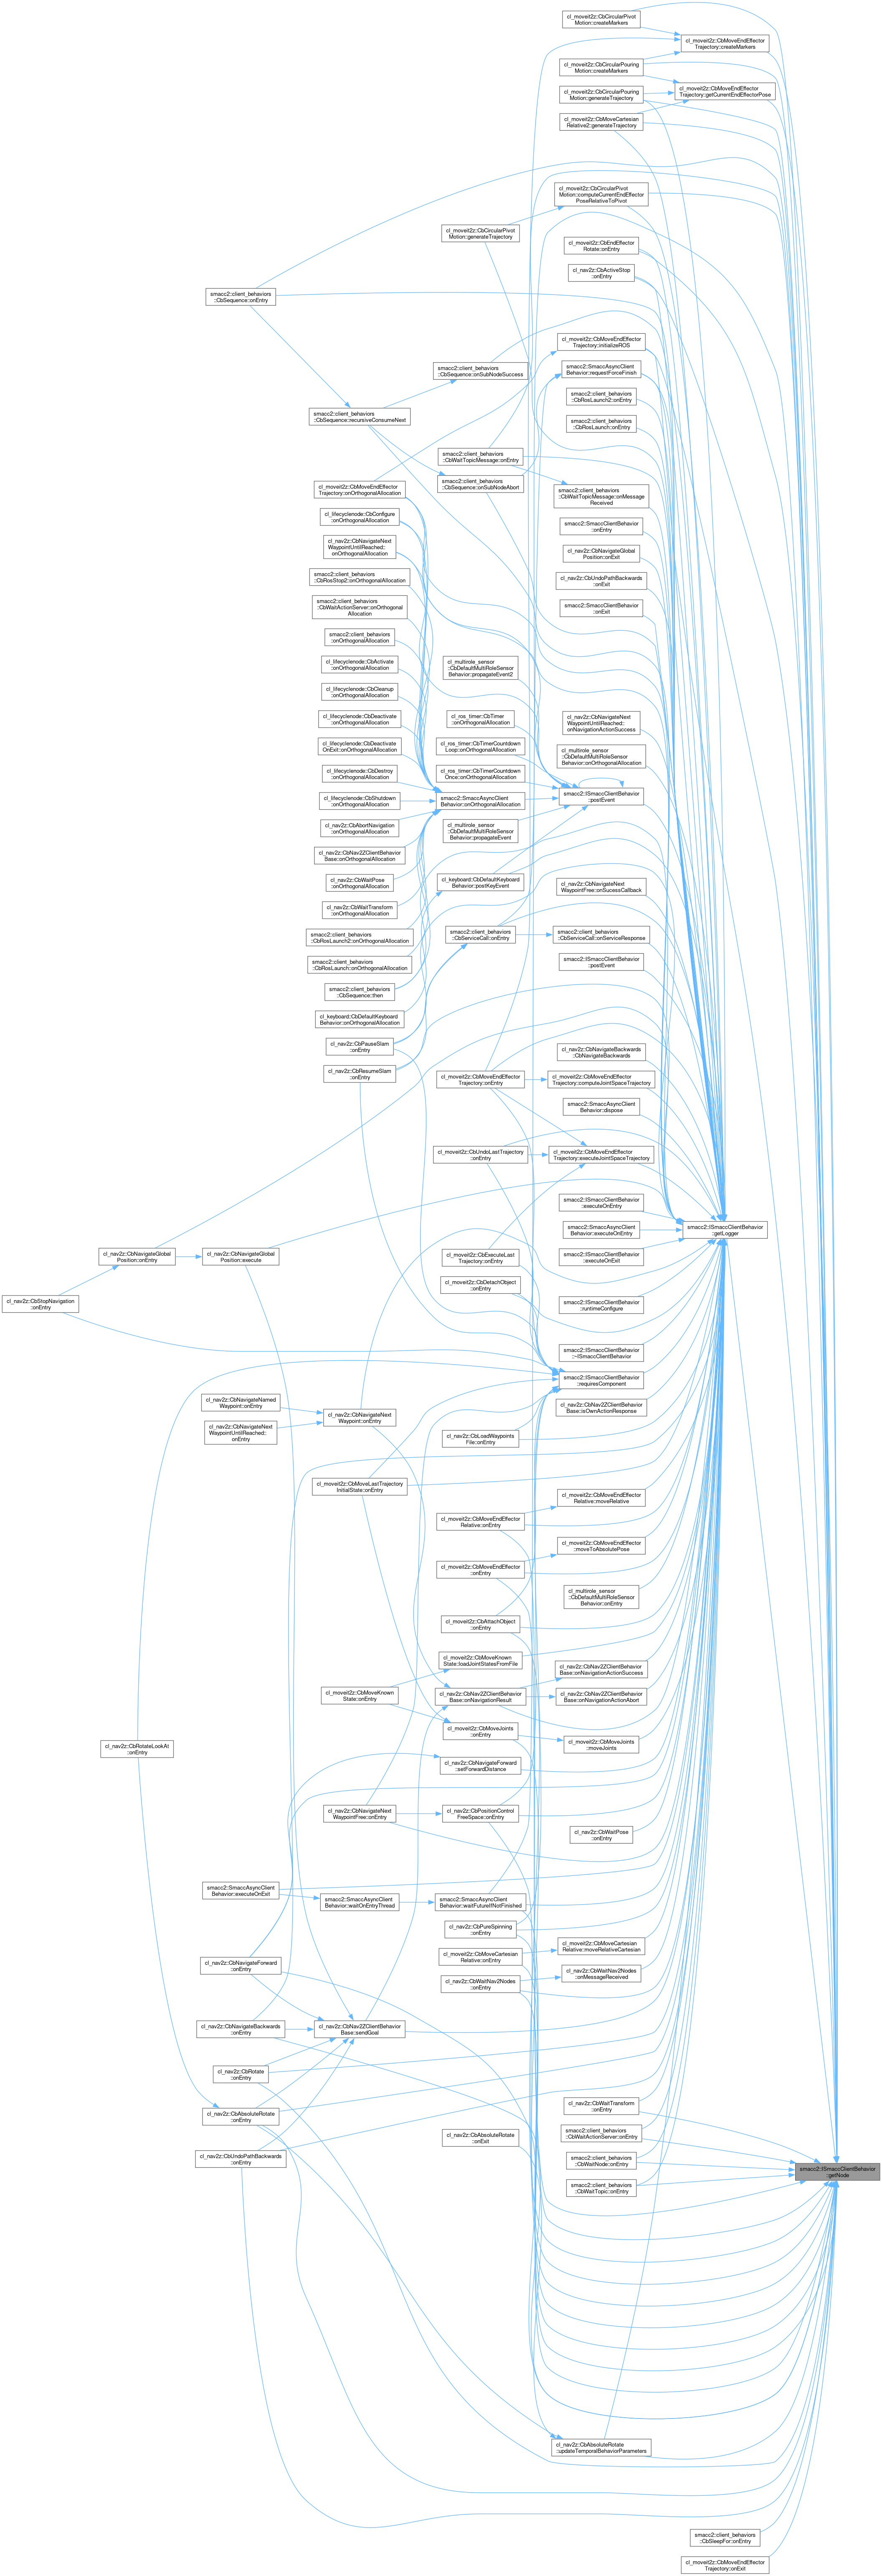 cl_moveit2z::CbCircularPivot
Motion::createMarkers
cl_moveit2z::CbMoveEndEffector
Trajectory::createMarkers
cl_moveit2z::CbCircularPouring
Motion::createMarkers
cl_moveit2z::CbMoveEndEffector
Trajectory::getCurrentEndEffectorPose
cl_moveit2z::CbCircularPouring
Motion::generateTrajectory
cl_moveit2z::CbMoveCartesian
Relative2::generateTrajectory
cl_moveit2z::CbCircularPivot
Motion::computeCurrentEndEffector
PoseRelativeToPivot
cl_moveit2z::CbCircularPivot
Motion::generateTrajectory
cl_moveit2z::CbEndEffector
Rotate::onEntry
cl_nav2z::CbActiveStop
::onEntry
smacc2::client_behaviors
::CbSequence::onEntry
cl_moveit2z::CbMoveEndEffector
Trajectory::initializeROS
smacc2::client_behaviors
::CbSequence::onSubNodeSuccess
smacc2::SmaccAsyncClient
Behavior::requestForceFinish
smacc2::client_behaviors
::CbRosLaunch2::onEntry
smacc2::client_behaviors
::CbSequence::recursiveConsumeNext
smacc2::client_behaviors
::CbRosLaunch::onEntry
smacc2::client_behaviors
::CbWaitTopicMessage::onEntry
smacc2::client_behaviors
::CbSequence::onSubNodeAbort
cl_moveit2z::CbMoveEndEffector
Trajectory::onOrthogonalAllocation
smacc2::client_behaviors
::CbWaitTopicMessage::onMessage
Received
cl_lifecyclenode::CbConfigure
::onOrthogonalAllocation
smacc2::SmaccClientBehavior
::onEntry
cl_nav2z::CbNavigateNext
WaypointUntilReached::
onOrthogonalAllocation
cl_nav2z::CbNavigateGlobal
Position::onExit
smacc2::client_behaviors
::CbRosStop2::onOrthogonalAllocation
cl_nav2z::CbUndoPathBackwards
::onExit
smacc2::client_behaviors
::CbWaitActionServer::onOrthogonal
Allocation
smacc2::SmaccClientBehavior
::onExit
smacc2::client_behaviors
::onOrthogonalAllocation
cl_lifecyclenode::CbActivate
::onOrthogonalAllocation
cl_multirole_sensor
::CbDefaultMultiRoleSensor
Behavior::propagateEvent2
cl_lifecyclenode::CbCleanup
::onOrthogonalAllocation
cl_lifecyclenode::CbDeactivate
::onOrthogonalAllocation
cl_ros_timer::CbTimer
::onOrthogonalAllocation
cl_nav2z::CbNavigateNext
WaypointUntilReached::
onNavigationActionSuccess
cl_lifecyclenode::CbDeactivate
OnExit::onOrthogonalAllocation
cl_ros_timer::CbTimerCountdown
Loop::onOrthogonalAllocation
cl_multirole_sensor
::CbDefaultMultiRoleSensor
Behavior::onOrthogonalAllocation
cl_lifecyclenode::CbDestroy
::onOrthogonalAllocation
cl_ros_timer::CbTimerCountdown
Once::onOrthogonalAllocation
smacc2::ISmaccClientBehavior
::postEvent
cl_lifecyclenode::CbShutdown
::onOrthogonalAllocation
smacc2::SmaccAsyncClient
Behavior::onOrthogonalAllocation
cl_nav2z::CbAbortNavigation
::onOrthogonalAllocation
cl_multirole_sensor
::CbDefaultMultiRoleSensor
Behavior::propagateEvent
cl_nav2z::CbNav2ZClientBehavior
Base::onOrthogonalAllocation
cl_nav2z::CbWaitPose
::onOrthogonalAllocation
cl_keyboard::CbDefaultKeyboard
Behavior::postKeyEvent
cl_nav2z::CbNavigateNext
WaypointFree::onSucessCallback
cl_nav2z::CbWaitTransform
::onOrthogonalAllocation
smacc2::client_behaviors
::CbRosLaunch2::onOrthogonalAllocation
smacc2::client_behaviors
::CbServiceCall::onEntry
smacc2::client_behaviors
::CbServiceCall::onServiceResponse
smacc2::client_behaviors
::CbRosLaunch::onOrthogonalAllocation
smacc2::ISmaccClientBehavior
::postEvent
smacc2::client_behaviors
::CbSequence::then
cl_keyboard::CbDefaultKeyboard
Behavior::onOrthogonalAllocation
cl_nav2z::CbPauseSlam
::onEntry
cl_nav2z::CbNavigateBackwards
::CbNavigateBackwards
cl_nav2z::CbResumeSlam
::onEntry
cl_moveit2z::CbMoveEndEffector
Trajectory::onEntry
cl_moveit2z::CbMoveEndEffector
Trajectory::computeJointSpaceTrajectory
smacc2::SmaccAsyncClient
Behavior::dispose
cl_moveit2z::CbUndoLastTrajectory
::onEntry
cl_moveit2z::CbMoveEndEffector
Trajectory::executeJointSpaceTrajectory
smacc2::ISmaccClientBehavior
::executeOnEntry
smacc2::SmaccAsyncClient
Behavior::executeOnEntry
smacc2::ISmaccClientBehavior
::getLogger
cl_nav2z::CbNavigateGlobal
Position::onEntry
cl_nav2z::CbNavigateGlobal
Position::execute
cl_moveit2z::CbExecuteLast
Trajectory::onEntry
smacc2::ISmaccClientBehavior
::executeOnExit
cl_moveit2z::CbDetachObject
::onEntry
cl_nav2z::CbStopNavigation
::onEntry
smacc2::ISmaccClientBehavior
::runtimeConfigure
smacc2::ISmaccClientBehavior
::~ISmaccClientBehavior
smacc2::ISmaccClientBehavior
::requiresComponent
cl_nav2z::CbNavigateNamed
Waypoint::onEntry
cl_nav2z::CbNavigateNext
Waypoint::onEntry
cl_nav2z::CbNav2ZClientBehavior
Base::isOwnActionResponse
cl_nav2z::CbNavigateNext
WaypointUntilReached::
onEntry
cl_nav2z::CbLoadWaypoints
File::onEntry
cl_moveit2z::CbMoveLastTrajectory
InitialState::onEntry
cl_moveit2z::CbMoveEndEffector
Relative::moveRelative
cl_moveit2z::CbMoveEndEffector
Relative::onEntry
cl_moveit2z::CbMoveEndEffector
::moveToAbsolutePose
cl_moveit2z::CbMoveEndEffector
::onEntry
cl_multirole_sensor
::CbDefaultMultiRoleSensor
Behavior::onEntry
cl_moveit2z::CbAttachObject
::onEntry
cl_moveit2z::CbMoveKnown
State::loadJointStatesFromFile
cl_nav2z::CbNav2ZClientBehavior
Base::onNavigationActionSuccess
cl_moveit2z::CbMoveKnown
State::onEntry
cl_nav2z::CbNav2ZClientBehavior
Base::onNavigationResult
cl_nav2z::CbNav2ZClientBehavior
Base::onNavigationActionAbort
cl_moveit2z::CbMoveJoints
::onEntry
cl_moveit2z::CbMoveJoints
::moveJoints
cl_nav2z::CbRotateLookAt
::onEntry
cl_nav2z::CbNavigateForward
::setForwardDistance
cl_nav2z::CbNavigateNext
WaypointFree::onEntry
cl_nav2z::CbPositionControl
FreeSpace::onEntry
cl_nav2z::CbWaitPose
::onEntry
smacc2::SmaccAsyncClient
Behavior::executeOnExit
smacc2::SmaccAsyncClient
Behavior::waitOnEntryThread
smacc2::SmaccAsyncClient
Behavior::waitFutureIfNotFinished
cl_nav2z::CbPureSpinning
::onEntry
cl_moveit2z::CbMoveCartesian
Relative::moveRelativeCartesian
cl_moveit2z::CbMoveCartesian
Relative::onEntry
cl_nav2z::CbNavigateForward
::onEntry
cl_nav2z::CbWaitNav2Nodes
::onMessageReceived
cl_nav2z::CbWaitNav2Nodes
::onEntry
cl_nav2z::CbNavigateBackwards
::onEntry
cl_nav2z::CbNav2ZClientBehavior
Base::sendGoal
cl_nav2z::CbRotate
::onEntry
cl_nav2z::CbWaitTransform
::onEntry
cl_nav2z::CbAbsoluteRotate
::onEntry
smacc2::client_behaviors
::CbWaitActionServer::onEntry
cl_nav2z::CbAbsoluteRotate
::onExit
cl_nav2z::CbUndoPathBackwards
::onEntry
smacc2::client_behaviors
::CbWaitNode::onEntry
smacc2::ISmaccClientBehavior
::getNode
smacc2::client_behaviors
::CbWaitTopic::onEntry
cl_nav2z::CbAbsoluteRotate
::updateTemporalBehaviorParameters
smacc2::client_behaviors
::CbSleepFor::onEntry
cl_moveit2z::CbMoveEndEffector
Trajectory::onExit